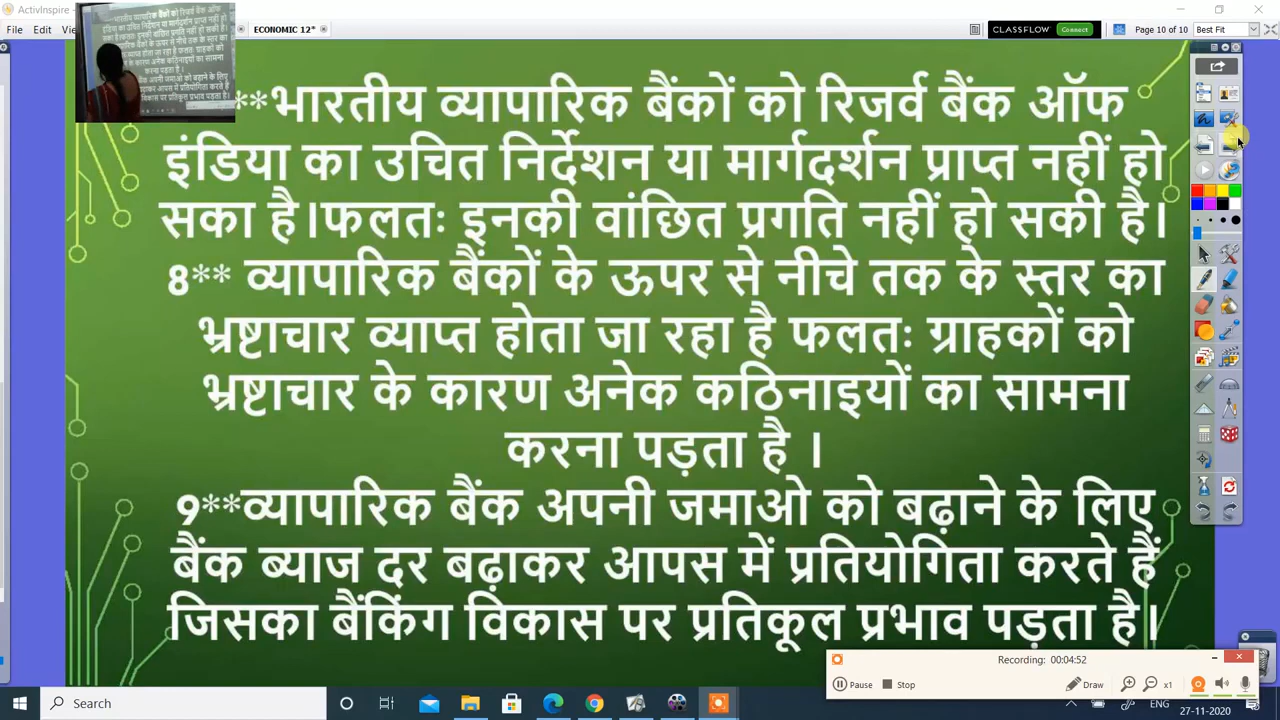 ActivInspire
File Edit
ECONOMIC 12*
CLASSFLOW Connect
Page 10 of 10
Best Fit
**भारतीय व्यापारिक बैंकों को रिजर्व बैंक ऑफ
इंडिया का उचित निर्देशन या मार्गदर्शन प्राप्त नहीं हो
सका है।फलतः इनकी वांछित प्रगति नहीं हो सकी है।
8** व्यापारिक बैंकों के ऊपर से नीचे तक के स्तर का
भ्रष्टाचार व्याप्त होता जा रहा है फलतः ग्राहकों को
भ्रष्टाचार के कारण अनेक कठिनाइयों का सामना
करना पड़ता है ।
9**व्यापारिक बैंक अपनी जमाओ को बढ़ाने के लिए
बैंक ब्याज दर बढ़ाकर आपस में प्रतियोगिता करते हैं
जिसका बैंकिंग विकास पर प्रतिकूल प्रभाव पड़ता है।
Recording: 00:04:52
Pause Stop Draw x1
Search
ENG
27-11-2020